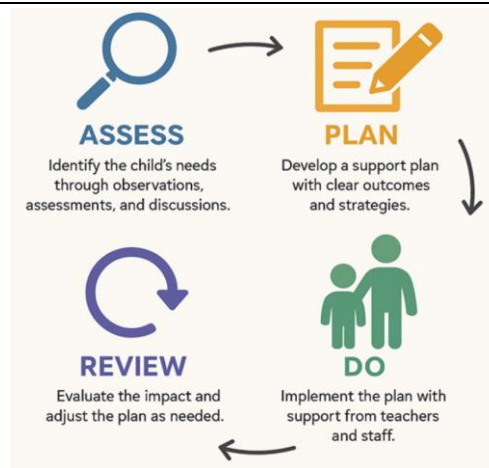 ASSESS
Identify the child's needs
through observations,
assessments, and discussions.
PLAN
Develop a support plan
with clear outcomes
and strategies.
REVIEW
Evaluate the impact and
adjust the plan as needed.
DO
Implement the plan with
support from teachers
and staff.